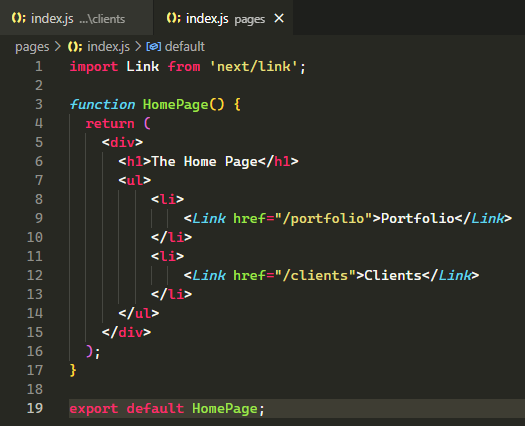 index.js ...\clients index.js pages ×
pages > index.js > default
1 import Link from 'next/link';
2
3 function HomePage() {
4   return (
5     <div>
6       <h1>The Home Page</h1>
7       <ul>
8           <li>
9               <Link href="/portfolio">Portfolio</Link>
10          </li>
11          <li>
12              <Link href="/clients">Clients</Link>
13          </li>
14      </ul>
15    </div>
16  );
17 }
18
19 export default HomePage;